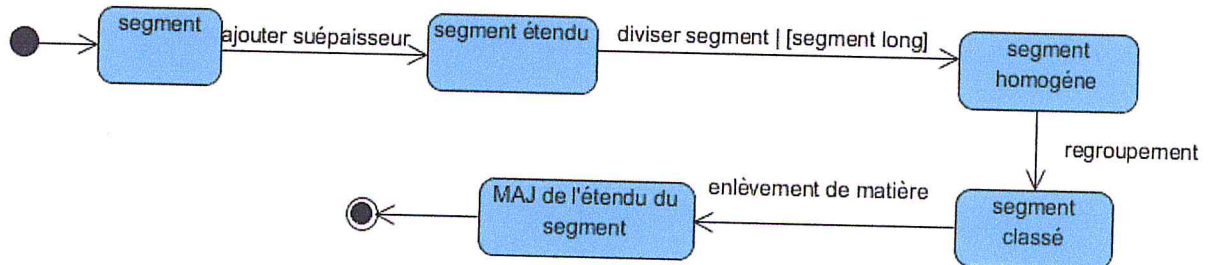 segment
ajouter suépaisseur
segment étendu
diviser segment | [segment long]
segment
homogéne
regroupement
segment
classé
enlèvement de matière
MAJ de l'étendu du
segment